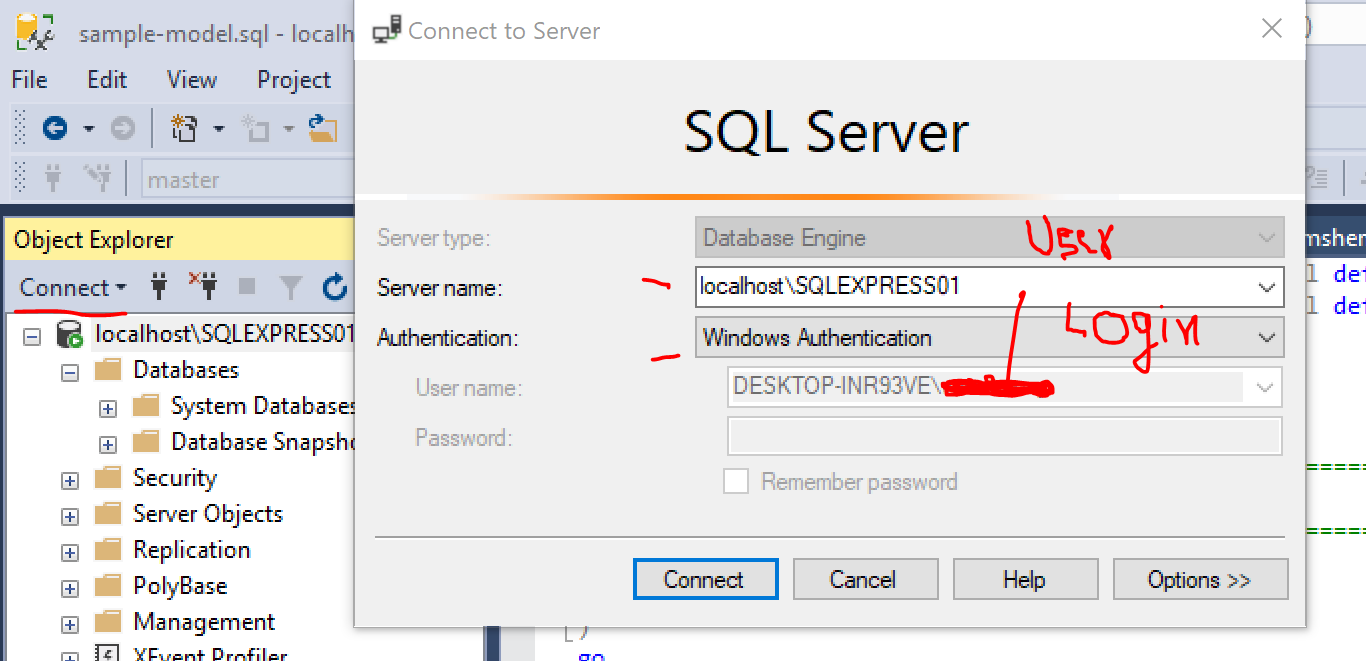 sample-model.sql - localh
Connect to Server
File Edit View Project
SQL Server
master
Object Explorer
Connect
localhost\SQLEXPRESS01
Databases
System Databases
Database Snapsho
Security
Server Objects
Replication
PolyBase
Management
XEvent Profiler
Server type: Database Engine
User
Server name: localhost\SQLEXPRESS01
Login
Authentication: Windows Authentication
User name: DESKTOP-INR93VE\
Password:
Remember password
Connect Cancel Help Options >>
msher
1 def
1 def
=====
=====
)
go